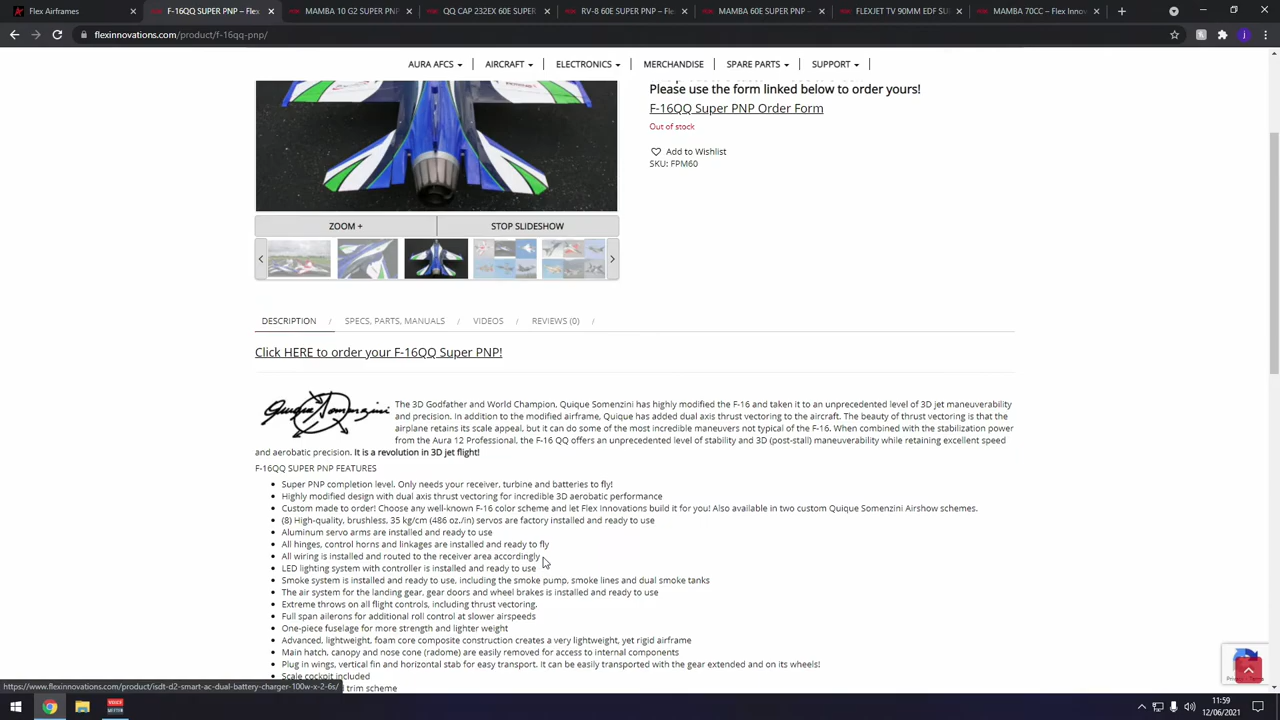 Flex Airframes
F-16QQ SUPER PNP – Flex
MAMBA 10 G2 SUPER PNP
QQ CAP 232EX 60E SUPER
RV-8 60E SUPER PNP – Fle
MAMBA 60E SUPER PNP –
FLEXJET TV 90MM EDF SU
MAMBA 70CC – Flex Innov
flexinnovations.com/product/f-16qq-pnp/
AURA AFCS
AIRCRAFT
ELECTRONICS
MERCHANDISE
SPARE PARTS
SUPPORT
Please use the form linked below to order yours!
F-16QQ Super PNP Order Form
Out of stock
Add to Wishlist
SKU: FPM60
ZOOM +
STOP SLIDESHOW
DESCRIPTION / SPECS, PARTS, MANUALS / VIDEOS / REVIEWS (0) /
Click HERE to order your F-16QQ Super PNP!
The 3D Godfather and World Champion, Quique Somenzini has highly modified the F-16 and taken it to an unprecedented level of 3D jet maneuverability
and precision. In addition to the modified airframe, Quique has added dual axis thrust vectoring to the aircraft. The beauty of thrust vectoring is that the
airplane retains its scale appeal, but it can do some of the most incredible maneuvers not typical of the F-16. When combined with the stabilization power
from the Aura 12 Professional, the F-16 QQ offers an unprecedented level of stability and 3D (post-stall) maneuverability while retaining excellent speed
and aerobatic precision. It is a revolution in 3D jet flight!
F-16QQ SUPER PNP FEATURES
Super PNP completion level. Only needs your receiver, turbine and batteries to fly!
Highly modified design with dual axis thrust vectoring for incredible 3D aerobatic performance
Custom made to order! Choose any well-known F-16 color scheme and let Flex Innovations build it for you! Also available in two custom Quique Somenzini Airshow schemes.
(8) High-quality, brushless, 35 kg/cm (486 oz./in) servos are factory installed and ready to use
Aluminum servo arms are installed and ready to use
All hinges, control horns and linkages are installed and ready to fly
All wiring is installed and routed to the receiver area accordingly
LED lighting system with controller is installed and ready to use
Smoke system is installed and ready to use, including the smoke pump, smoke lines and dual smoke tanks
The air system for the landing gear, gear doors and wheel brakes is installed and ready to use
Extreme throws on all flight controls, including thrust vectoring.
Full span ailerons for additional roll control at slower airspeeds
One-piece fuselage for more strength and lighter weight
Advanced, lightweight, foam core composite construction creates a very lightweight, yet rigid airframe
Main hatch, canopy and nose cone (radome) are easily removed for access to internal components
Plug in wings, vertical fin and horizontal stab for easy transport. It can be easily transported with the gear extended and on its wheels!
Scale cockpit included
d trim scheme
https://www.flexinnovations.com/product/isdt-d2-smart-ac-dual-battery-charger-100w-x-2-6s/
11:59
12/06/2021